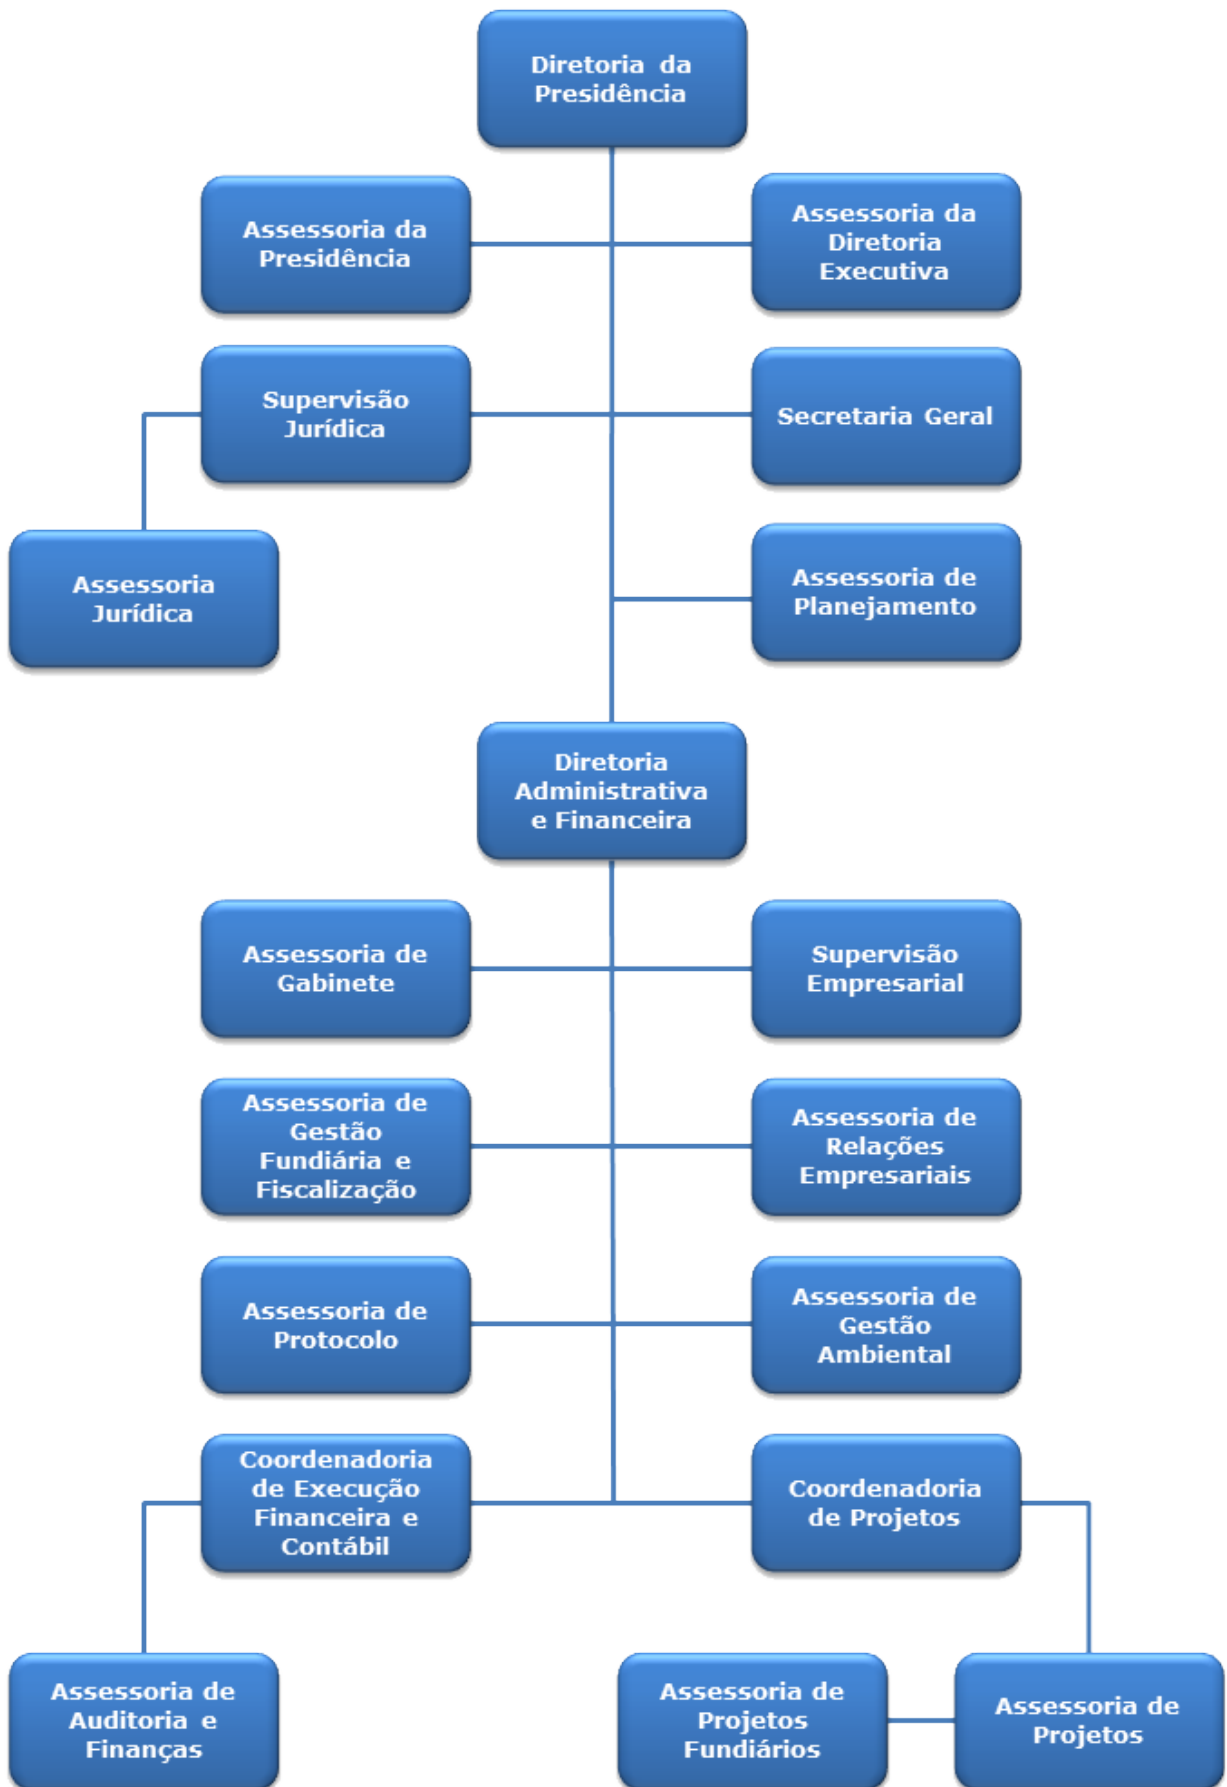 Diretoria da
Presidência
Assessoria da
Presidência
Assessoria da
Diretoria
Executiva
Supervisão
Jurídica
Secretaria Geral
Assessoria
Jurídica
Assessoria de
Planejamento
Diretoria
Administrativa
e Financeira
Assessoria de
Gabinete
Supervisão
Empresarial
Assessoria de
Gestão
Fundiária e
Fiscalização
Assessoria de
Relações
Empresariais
Assessoria de
Protocolo
Assessoria de
Gestão
Ambiental
Coordenadoria
de Execução
Financeira e
Contábil
Coordenadoria
de Projetos
Assessoria de
Auditoria e
Finanças
Assessoria de
Projetos
Fundiários
Assessoria de
Projetos